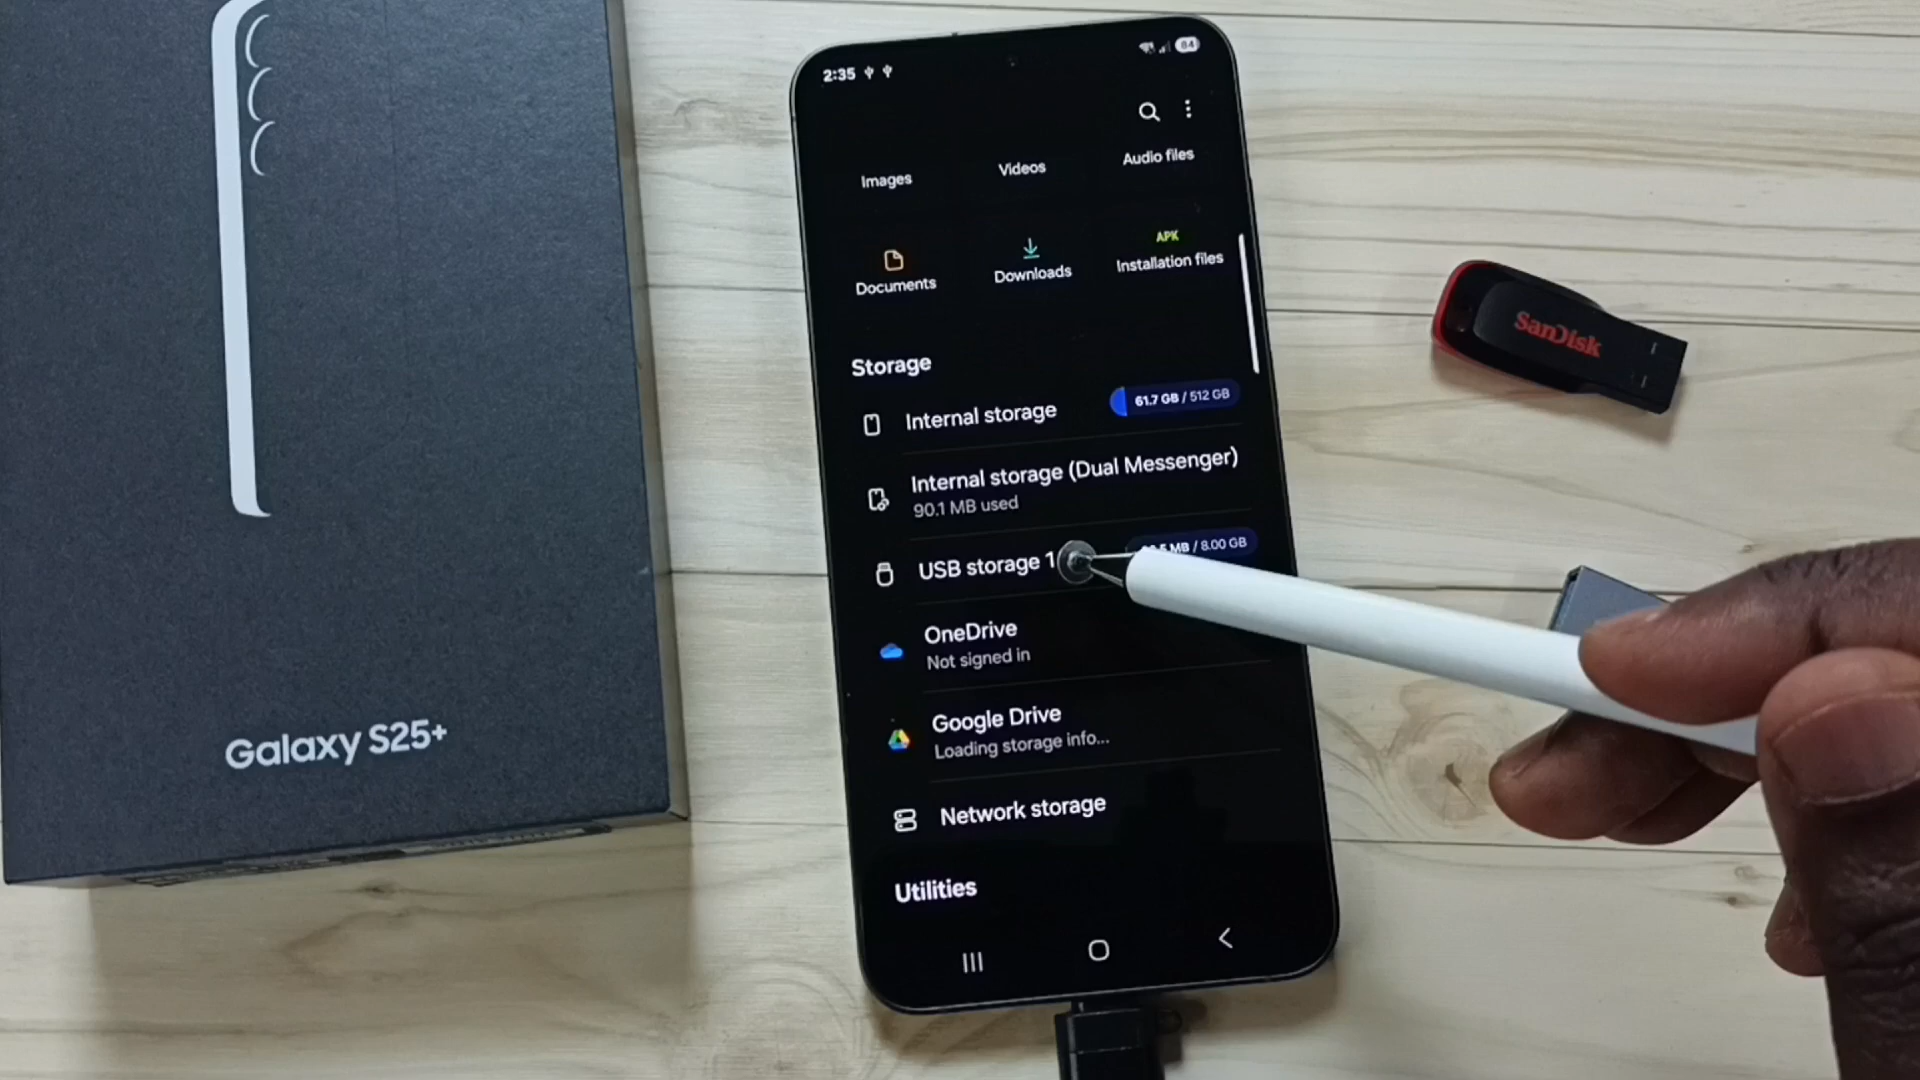 Galaxy S25+
2:35
84
Images
Videos
Audio files
Documents
Downloads
APK
Installation files
Storage
Internal storage
61.7 GB / 512 GB
Internal storage (Dual Messenger)
90.1 MB used
USB storage 1
MB / 8.00 GB
OneDrive
Not signed in
Google Drive
Loading storage info...
Network storage
Utilities
SanDisk